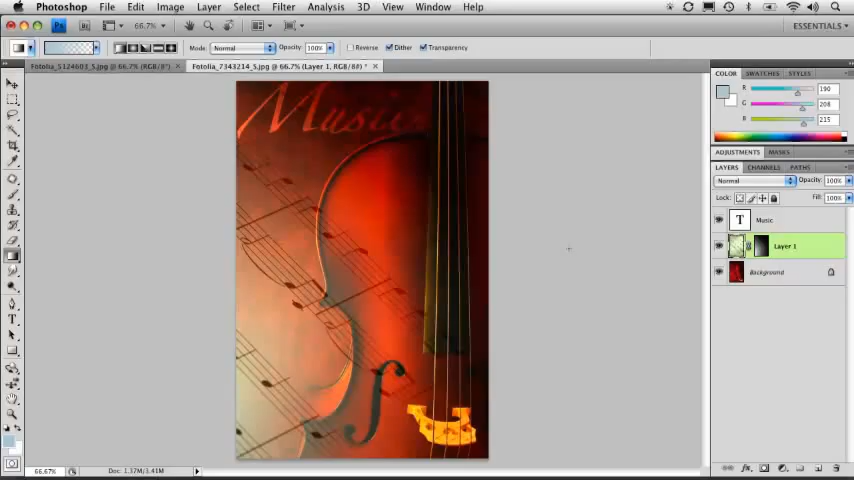 Photoshop File Edit Image Layer Select Filter Analysis 3D View Window Help
66.7% ESSENTIALS
Mode: Normal Opacity: 100% Reverse Dither Transparency
Fotolia_5124603_S.jpg @ 66.7% (RGB/8*) Fotolia_7343214_S.jpg @ 66.7% (Layer 1, RGB/8#) *
COLOR SWATCHES STYLES
R 190
G 208
B 215
ADJUSTMENTS MASKS
LAYERS CHANNELS PATHS
Normal Opacity: 100%
Lock: Fill: 100%
T Music
Layer 1
Background
Music
66.67% Doc: 1.37M/3.41M